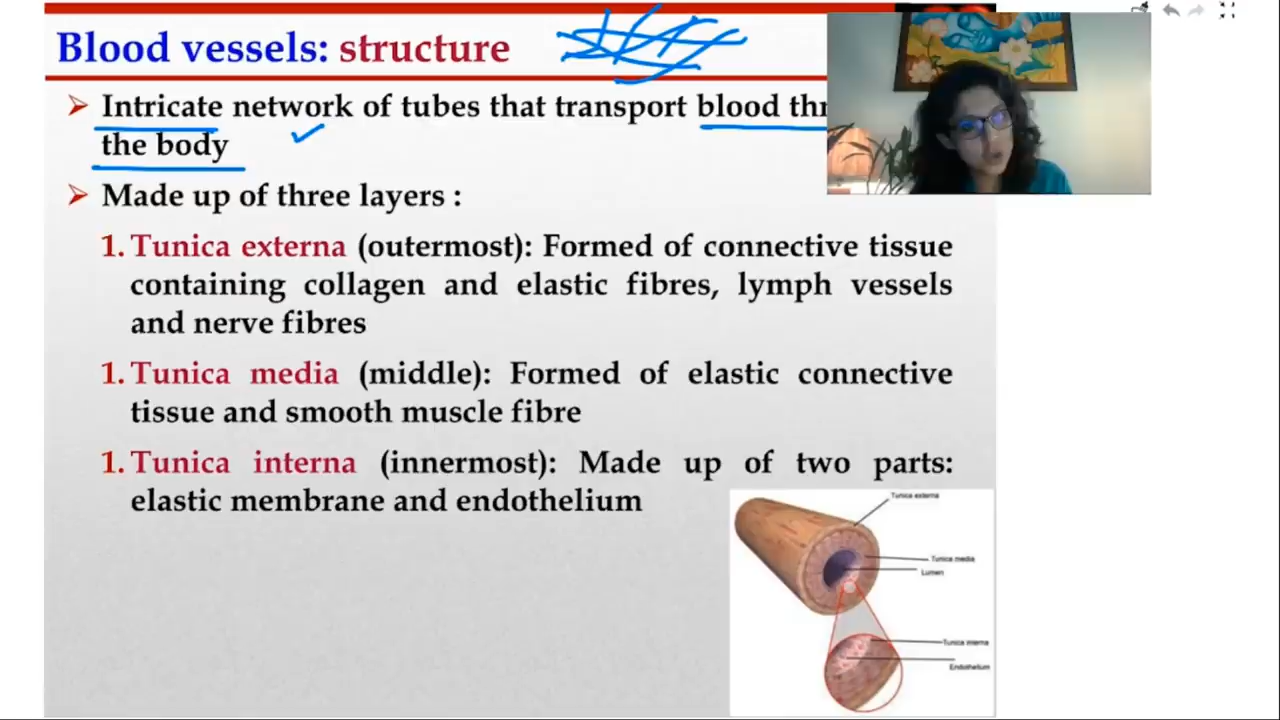 Blood vessels: structure
➢ Intricate network of tubes that transport blood
the body
➢ Made up of three layers :
1. Tunica externa (outermost): Formed of connective tissue
containing collagen and elastic fibres, lymph vessels
and nerve fibres
1. Tunica media (middle): Formed of elastic connective
tissue and smooth muscle fibre
1. Tunica interna (innermost): Made up of two parts:
elastic membrane and endothelium
Tunica externa
Tunica media
Lumen
Tunica interna
Endothelium